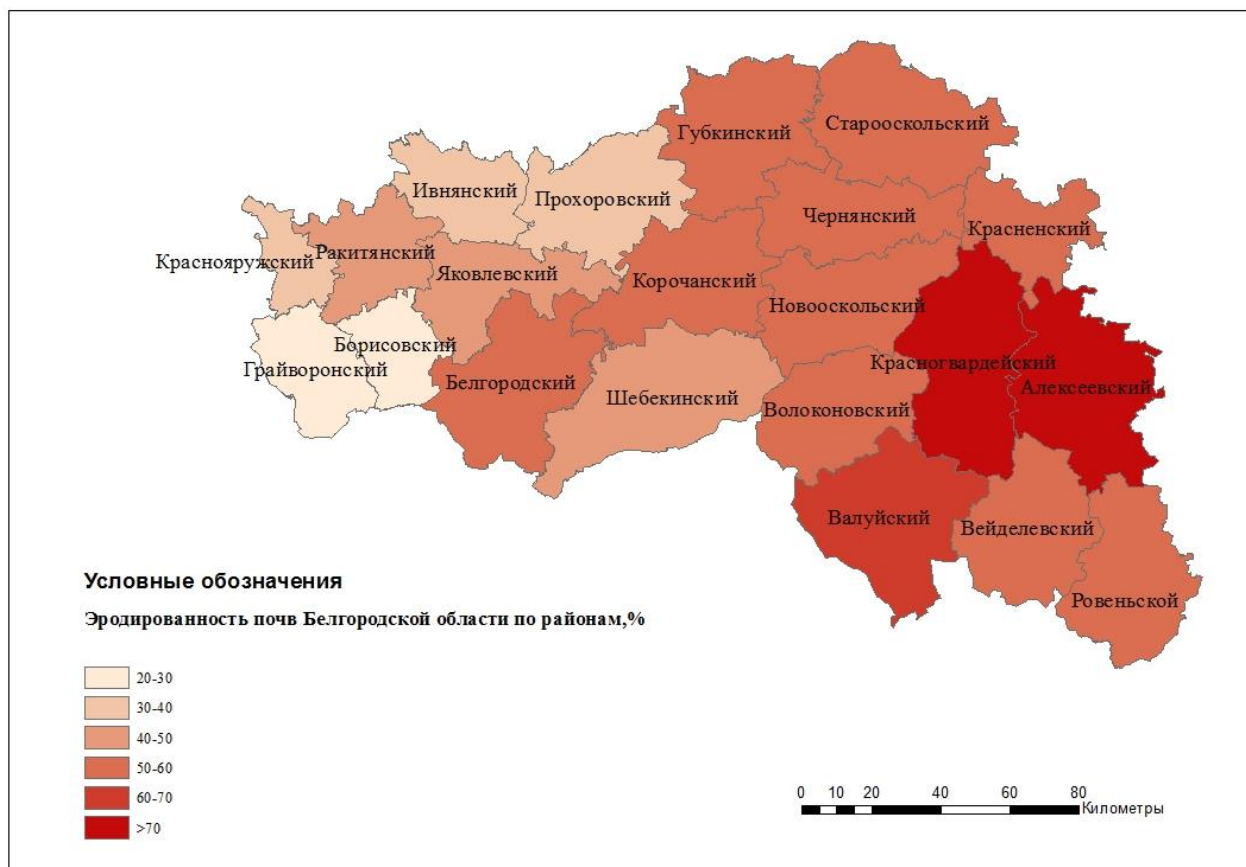 Губкинский
Старооскольский
Ивнянский
Прохоровский
Чернянский
Красненский
Краснояружский
Ракитянский
Яковлевский
Корочанский
Новооскольский
Борисовский
Грайворонский
Белгородский
Шебекинский
Волоконовский
Красногвардейский
Алексеевский
Валуйский
Вейделевский
Ровеньской
Условные обозначения
Эродированность почв Белгородской области по районам,%
20-30
30-40
40-50
50-60
60-70
>70
0 10 20 40 60 80
Километры